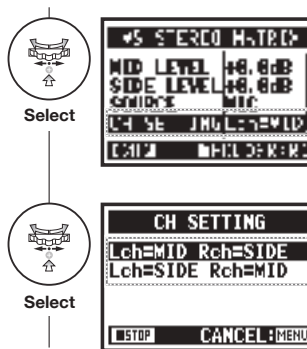 MS STEREO MATRIX
MID LEVEL +0.0dB
SIDE LEVEL +0.0dB
SOURCE MIC
Select
CH SETTING
Lch=MID Rch=SIDE
Lch=SIDE Rch=MID
Select
STOP CANCEL:MENU